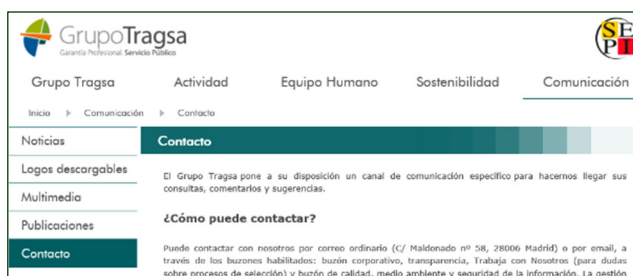 GrupoTragsa
Garantía Profesional. Servicio Público
SE
PI
Grupo Tragsa Actividad Equipo Humano Sostenibilidad Comunicación
Inicio Comunicación Contacto
Noticias
Logos descargables
Multimedia
Publicaciones
Contacto
Contacto
El Grupo Tragsa pone a su disposición un canal de comunicación específico para hacernos llegar sus
consultas, comentarios y sugerencias.
¿Cómo puede contactar?
Puede contactar con nosotros por correo ordinario (C/ Maldonado nº 58, 28006 Madrid) o por email, a
través de los buzones habilitados: buzón corporativo, transparencia, Trabaja con Nosotros (para dudas
sobre procesos de selección) y buzón de calidad, medio ambiente y seguridad de la información. La gestión